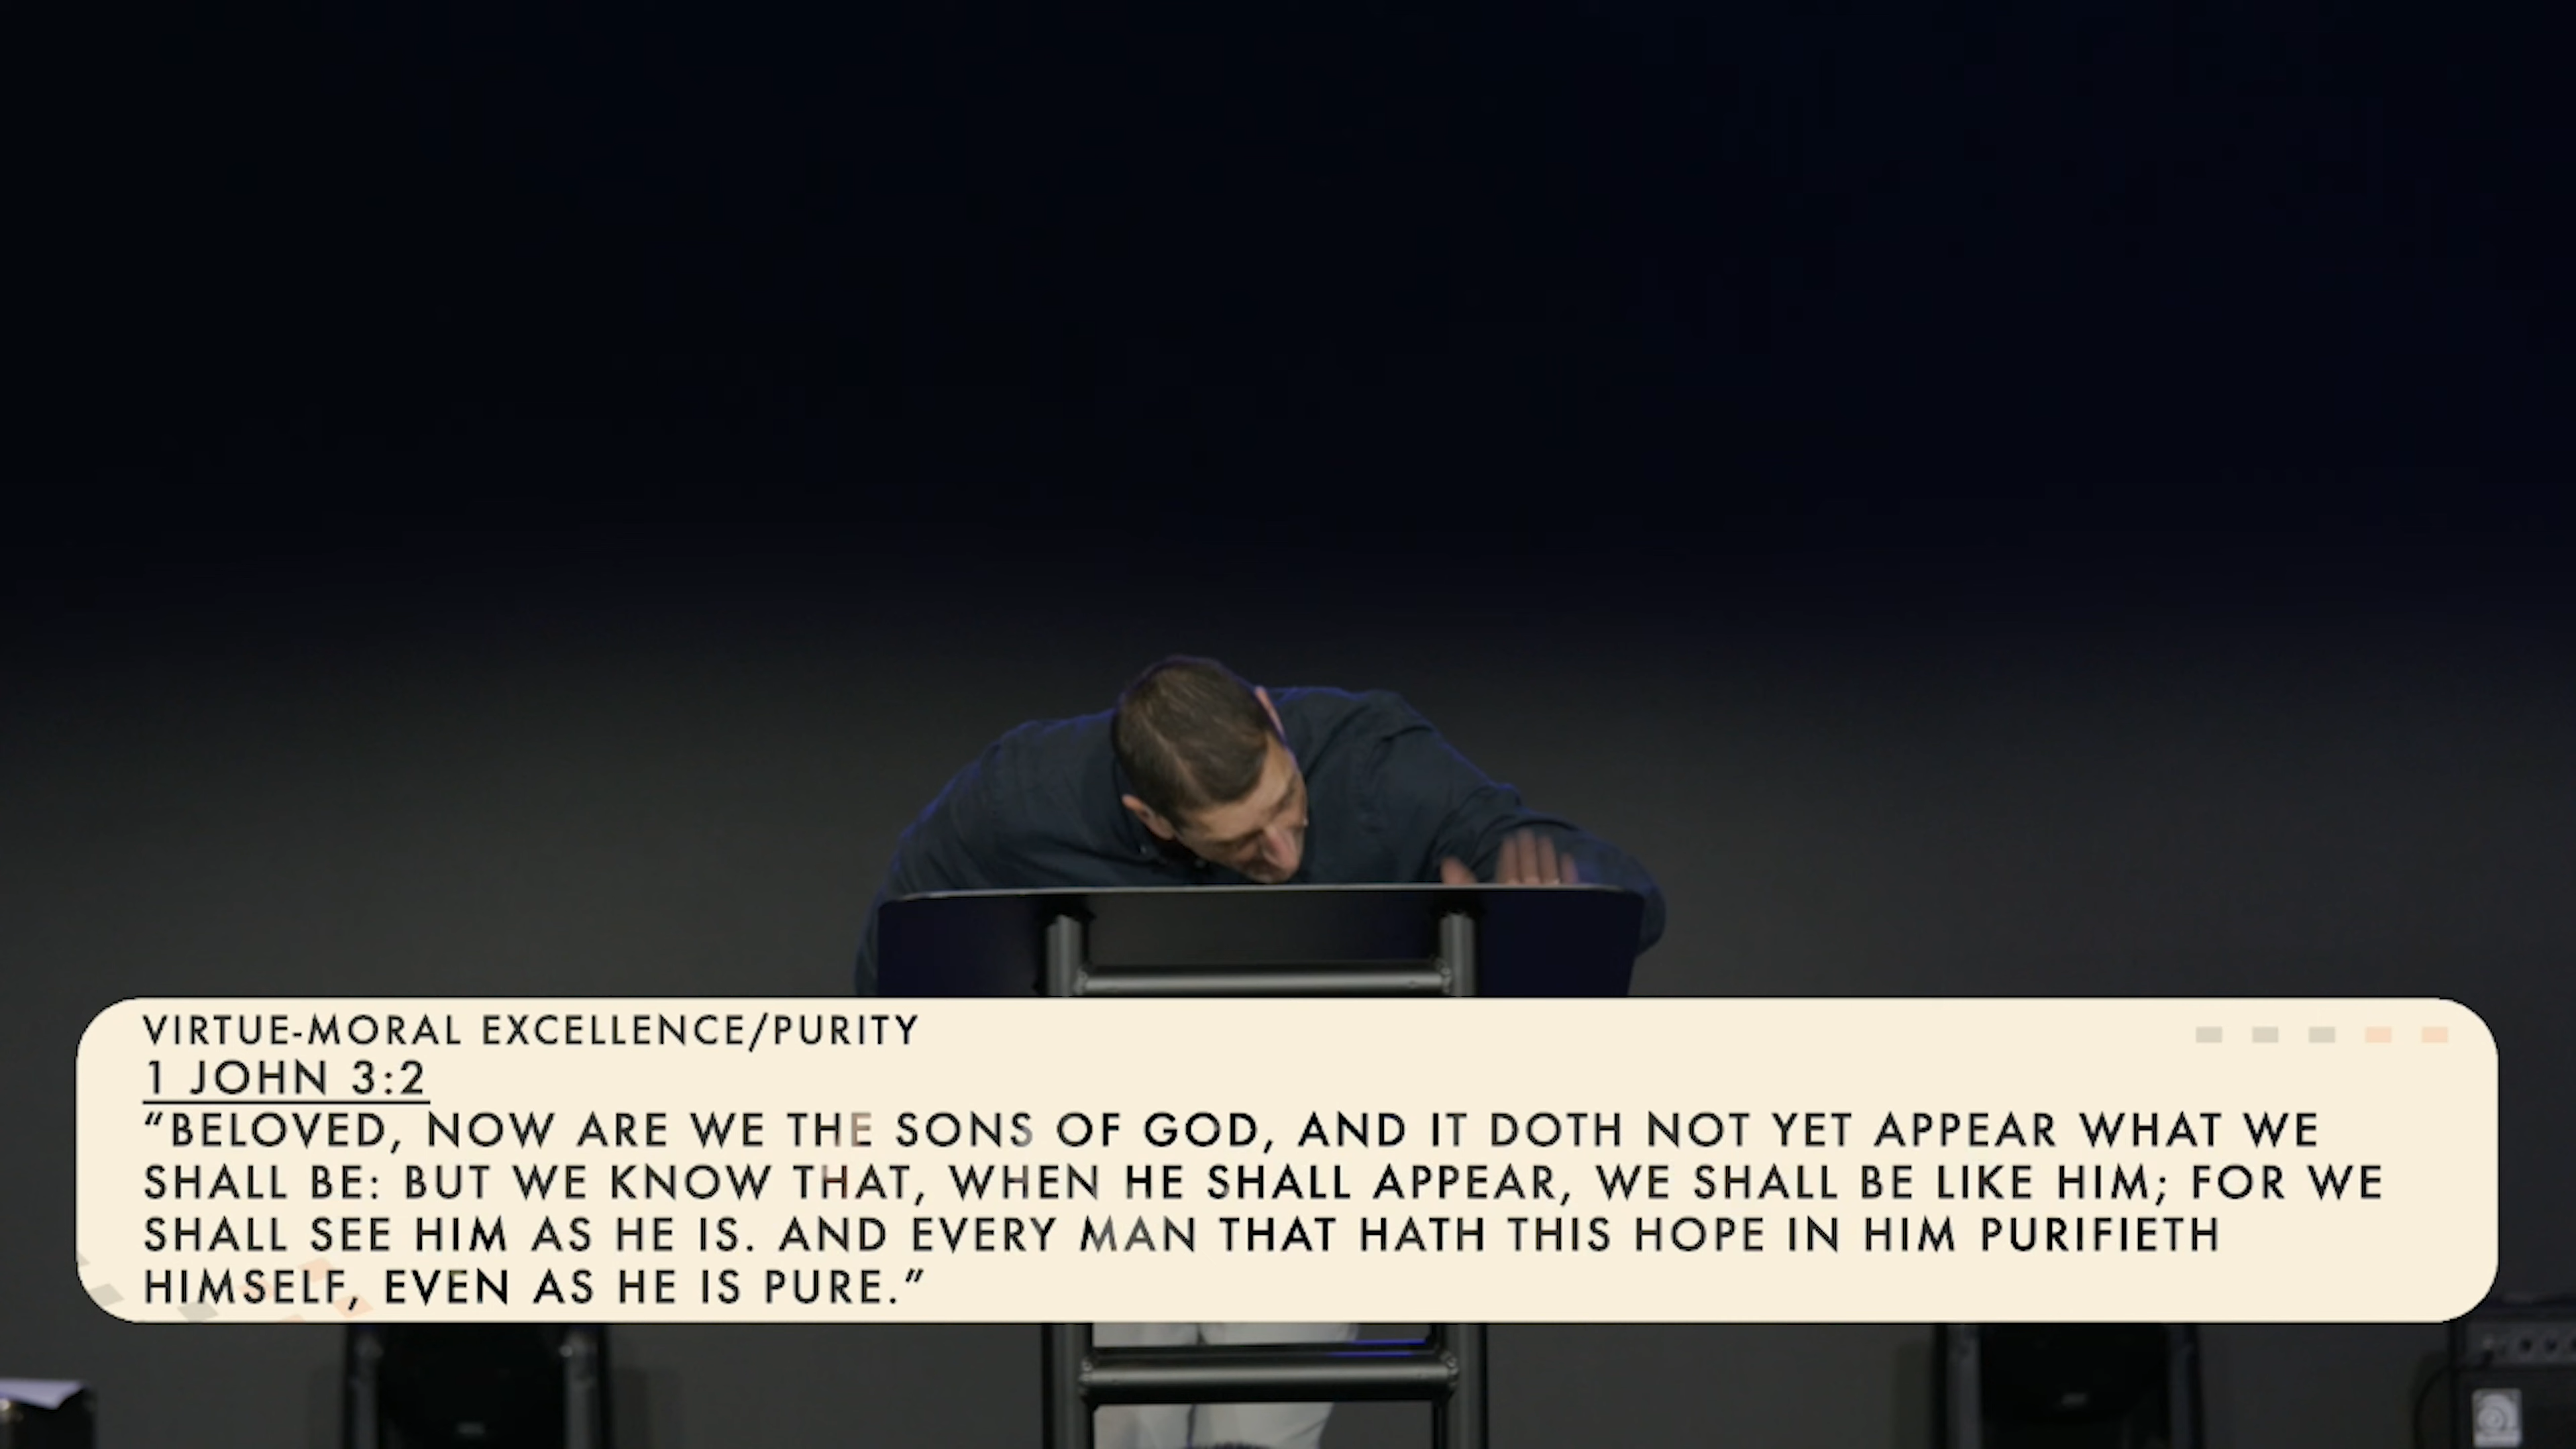 VIRTUE-MORAL EXCELLENCE/PURITY
1 JOHN 3:2
“BELOVED, NOW ARE WE THE SONS OF GOD, AND IT DOTH NOT YET APPEAR WHAT WE
SHALL BE: BUT WE KNOW THAT, WHEN HE SHALL APPEAR, WE SHALL BE LIKE HIM; FOR WE
SHALL SEE HIM AS HE IS. AND EVERY MAN THAT HATH THIS HOPE IN HIM PURIFIETH
HIMSELF, EVEN AS HE IS PURE.”